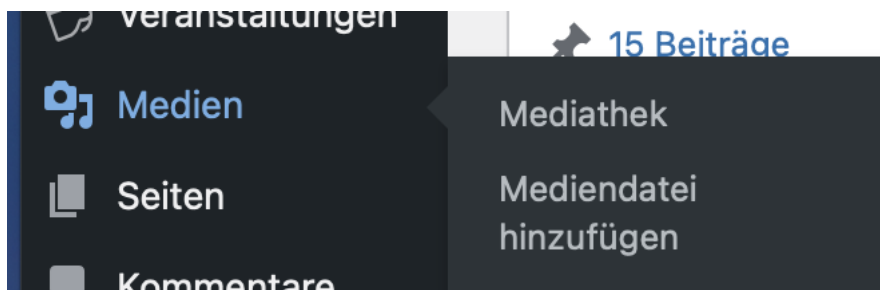 Veranstaltungen
15 Beiträge
Medien
Mediathek
Seiten
Mediendatei
hinzufügen
Kommentare